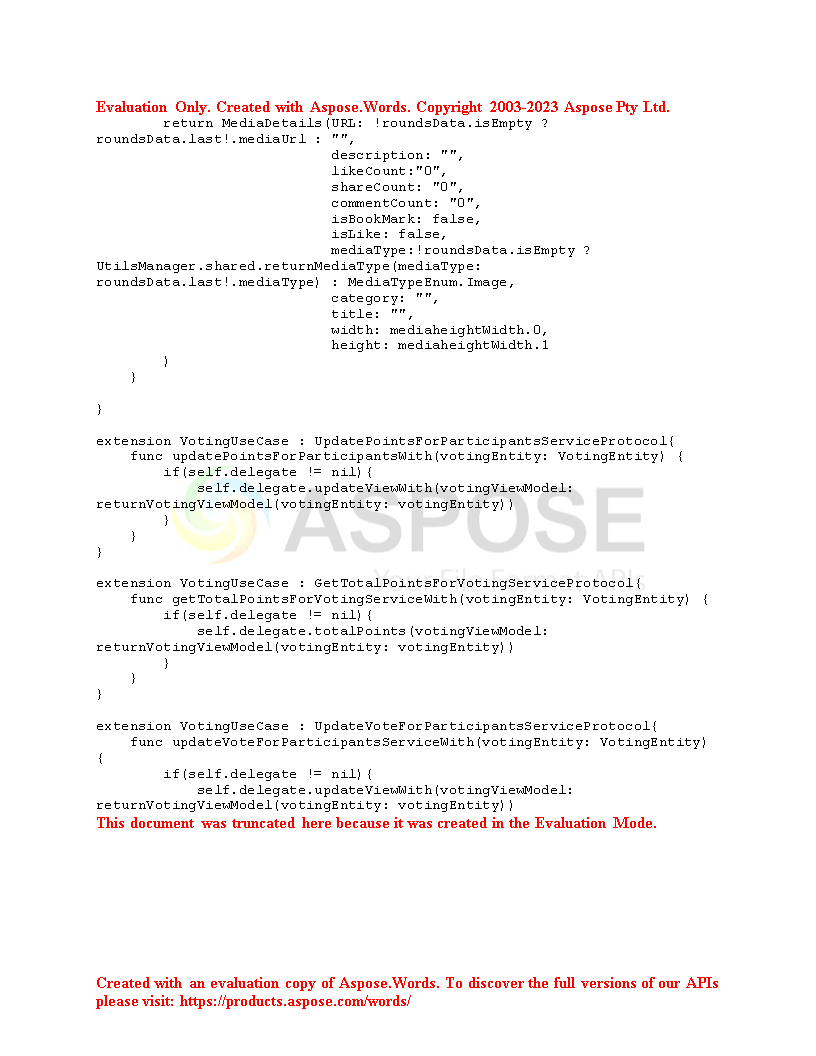 Evaluation Only. Created with Aspose.Words. Copyright 2003-2023 Aspose Pty Ltd.
        return MediaDetails(URL: !roundsData.isEmpty ?
roundsData.last!.mediaUrl : "",
                            description: "",
                            likeCount:"0",
                            shareCount: "0",
                            commentCount: "0",
                            isBookMark: false,
                            isLike: false,
                            mediaType:!roundsData.isEmpty ?
UtilsManager.shared.returnMediaType(mediaType:
roundsData.last!.mediaType) : MediaTypeEnum.Image,
                            category: "",
                            title: "",
                            width: mediaheightWidth.0,
                            height: mediaheightWidth.1
        )
    }

}

extension VotingUseCase : UpdatePointsForParticipantsServiceProtocol{
    func updatePointsForParticipantsWith(votingEntity: VotingEntity) {
        if(self.delegate != nil){
            self.delegate.updateViewWith(votingViewModel:
returnVotingViewModel(votingEntity: votingEntity))
        }
    }
}
ASPOSE
Your File Format APIs

extension VotingUseCase : GetTotalPointsForVotingServiceProtocol{
    func getTotalPointsForVotingServiceWith(votingEntity: VotingEntity) {
        if(self.delegate != nil){
            self.delegate.totalPoints(votingViewModel:
returnVotingViewModel(votingEntity: votingEntity))
        }
    }
}

extension VotingUseCase : UpdateVoteForParticipantsServiceProtocol{
    func updateVoteForParticipantsServiceWith(votingEntity: VotingEntity)
{
        if(self.delegate != nil){
            self.delegate.updateViewWith(votingViewModel:
returnVotingViewModel(votingEntity: votingEntity))
This document was truncated here because it was created in the Evaluation Mode.
Created with an evaluation copy of Aspose.Words. To discover the full versions of our APIs
please visit: https://products.aspose.com/words/